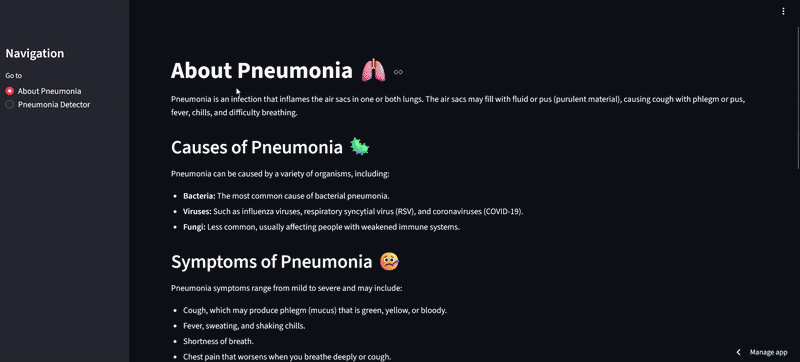 Navigation
Go to
About Pneumonia
Pneumonia Detector
About Pneumonia
Pneumonia is an infection that inflames the air sacs in one or both lungs. The air sacs may fill with fluid or pus (purulent material), causing cough with phlegm or pus,
fever, chills, and difficulty breathing.
Causes of Pneumonia
Pneumonia can be caused by a variety of organisms, including:
• Bacteria: The most common cause of bacterial pneumonia.
• Viruses: Such as influenza viruses, respiratory syncytial virus (RSV), and coronaviruses (COVID-19).
• Fungi: Less common, usually affecting people with weakened immune systems.
Symptoms of Pneumonia
Pneumonia symptoms range from mild to severe and may include:
• Cough, which may produce phlegm (mucus) that is green, yellow, or bloody.
• Fever, sweating, and shaking chills.
• Shortness of breath.
• Chest pain that worsens when you breathe deeply or cough.
Manage app